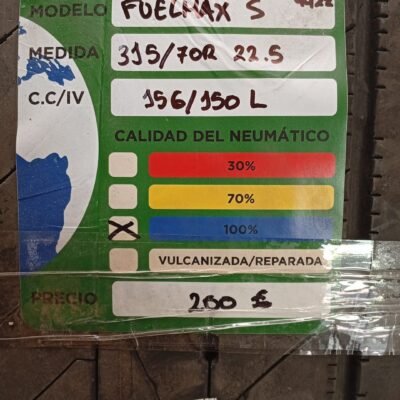 MODELO FUELMAX S
MEDIDA 315/70R 22.5
C.C/IV 156/150 L
CALIDAD DEL NEUMÁTICO
30%
70%
X 100%
VULCANIZADA/REPARADA
PRECIO 260 €